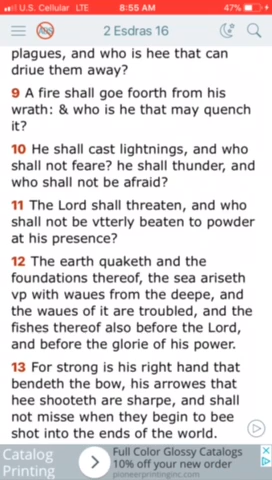 U.S. Cellular LTE 8:55 AM 47%
2 Esdras 16
plagues, and who is hee that can
driue them away?
9 A fire shall goe foorth from his
wrath: & who is he that may quench
it?
10 He shall cast lightnings, and who
shall not feare? he shall thunder, and
who shall not be afraid?
11 The Lord shall threaten, and who
shall not be vtterly beaten to powder
at his presence?
12 The earth quaketh and the
foundations thereof, the sea ariseth
vp with waues from the deepe, and
the waues of it are troubled, and the
fishes thereof also before the Lord,
and before the glorie of his power.
13 For strong is his right hand that
bendeth the bow, his arrowes that
hee shooteth are sharpe, and shall
not misse when they begin to bee
shot into the ends of the world.
Catalog
Printing
Full Color Glossy Catalogs
10% off your new order
pioneerprintinginc.com